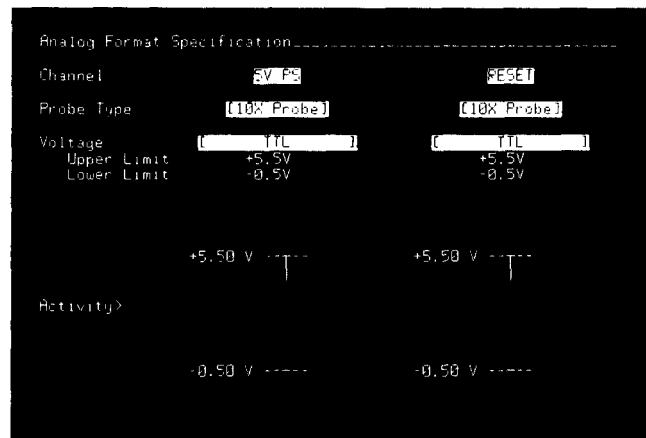 Analog Format Specification
Channel 5V PS RESET
Probe Type [10X Probe] [10X Probe]
Voltage [ TTL ] [ TTL ]
Upper Limit +5.5V +5.5V
Lower Limit -0.5V -0.5V
+5.50 V +5.50 V
Activity>
-0.50 V -0.50 V